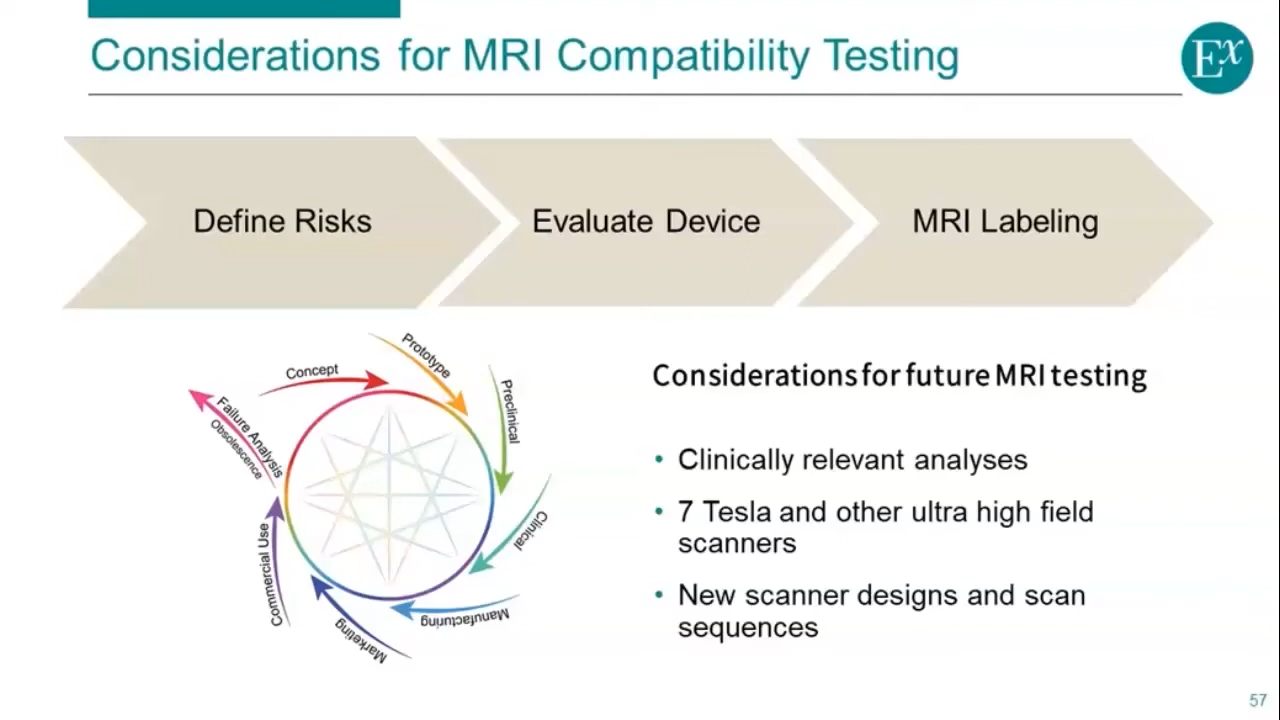 Considerations for MRI Compatibility Testing
Ex
Define Risks
Evaluate Device
MRI Labeling
Concept
Prototype
Preclinical
Clinical
Manufacturing
Marketing
Commercial Use
Failure Analysis
Obsolescence
Considerations for future MRI testing
• Clinically relevant analyses
• 7 Tesla and other ultra high field
scanners
• New scanner designs and scan
sequences
57